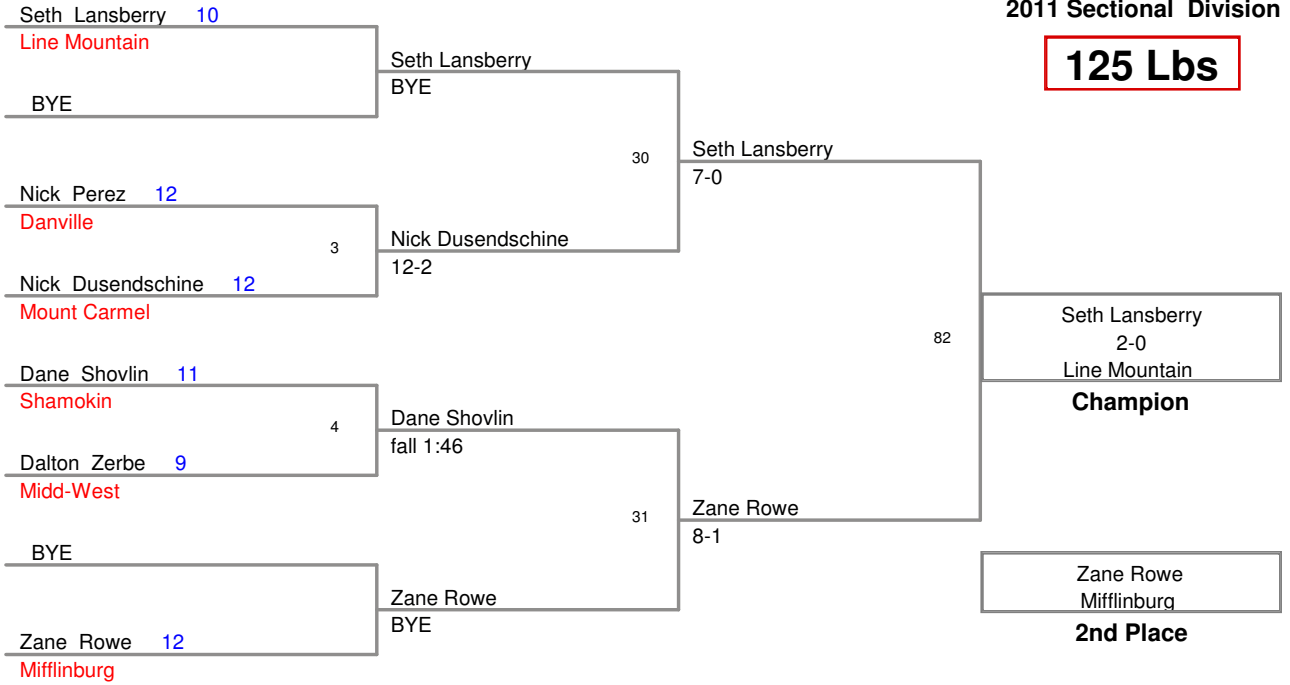 2011 Sectional Division
125 Lbs
Seth Lansberry 10
Line Mountain
BYE
Nick Perez 12
Danville
3
Nick Dusendschine 12
Mount Carmel
Dane Shovlin 11
Shamokin
4
Dalton Zerbe 9
Midd-West
BYE
Zane Rowe 12
Mifflinburg
Seth Lansberry
BYE
30
Nick Dusendschine
12-2
Dane Shovlin
fall 1:46
31
Zane Rowe
BYE
Seth Lansberry
7-0
82
Zane Rowe
8-1
Seth Lansberry
2-0
Line Mountain
Champion
Zane Rowe
Mifflinburg
2nd Place